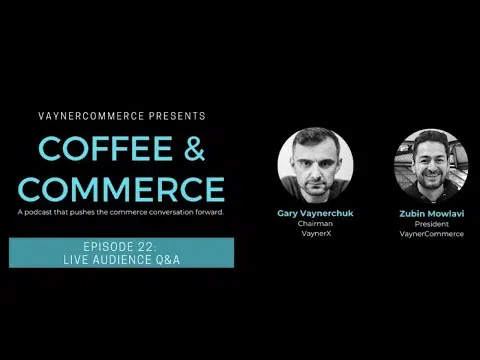 VAYNERCOMMERCE PRESENTS
COFFEE &
COMMERCE
A podcast that pushes the commerce conversation forward.
EPISODE 22:
LIVE AUDIENCE Q&A
Gary Vaynerchuk
Chairman
VaynerX
Zubin Mowlavi
President
VaynerCommerce